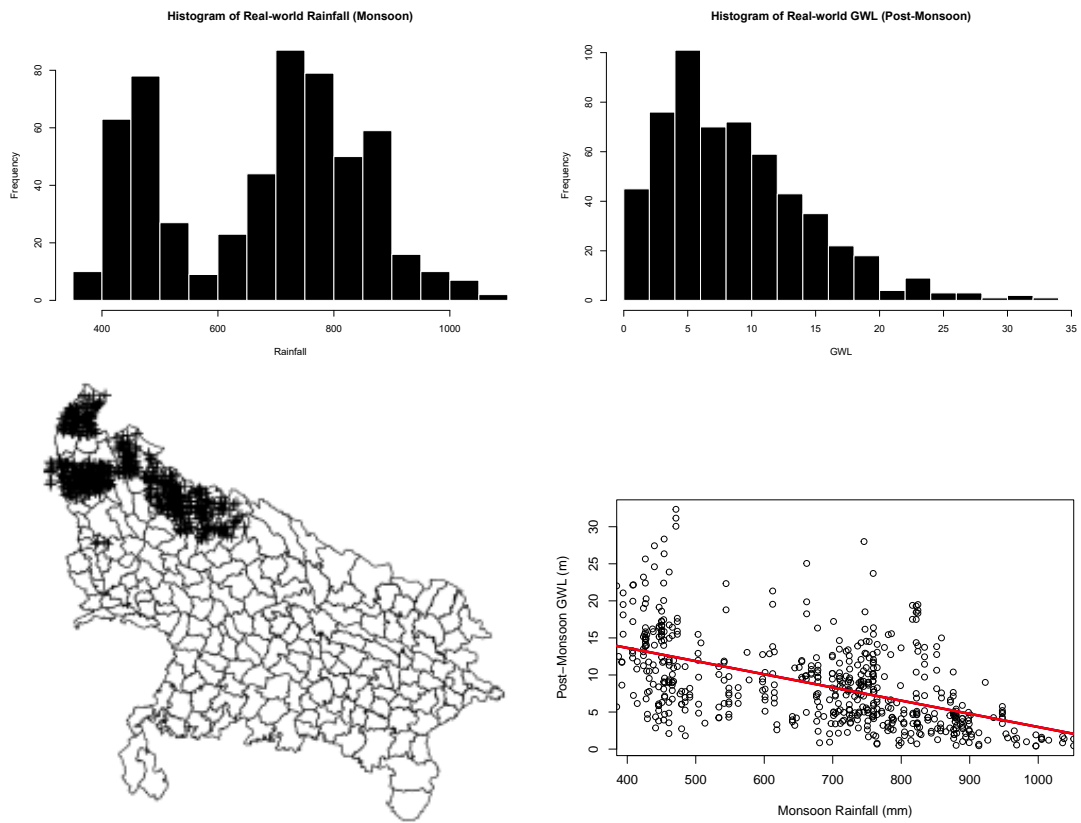 Histogram of Real-world Rainfall (Monsoon)
Frequency
0 20 40 60 80
400 600 800 1000
Rainfall
Histogram of Real-world GWL (Post-Monsoon)
Frequency
0 20 40 60 80 100
0 5 10 15 20 25 30 35
GWL
Post−Monsoon GWL (m)
0 5 10 15 20 25 30
400 500 600 700 800 900 1000
Monsoon Rainfall (mm)